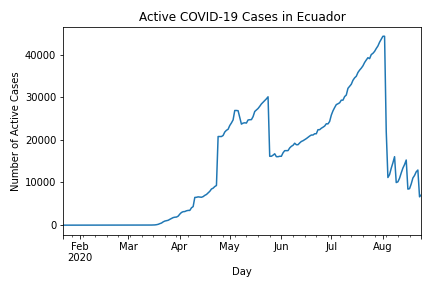 Active COVID-19 Cases in Ecuador
Number of Active Cases
40000
30000
20000
10000
0
Feb Mar Apr May Jun Jul Aug
2020
Day